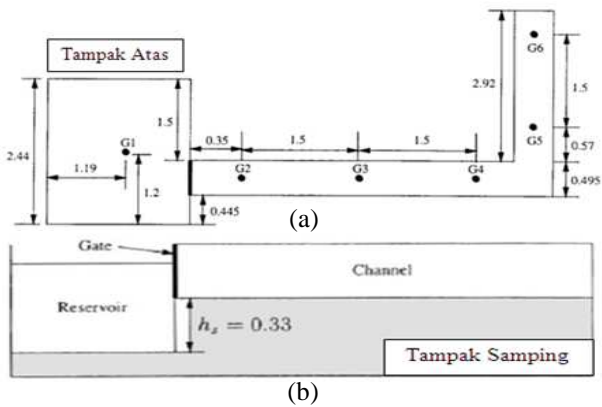 Tampak Atas
G6
2.92
1.5
1.5
0.35
1.5
1.5
G1
G5
0.57
2.44
1.19
G2
G3
G4
1.2
0.495
0.445
(a)
Gate
Channel
Reservoir
h_s = 0.33
Tampak Samping
(b)